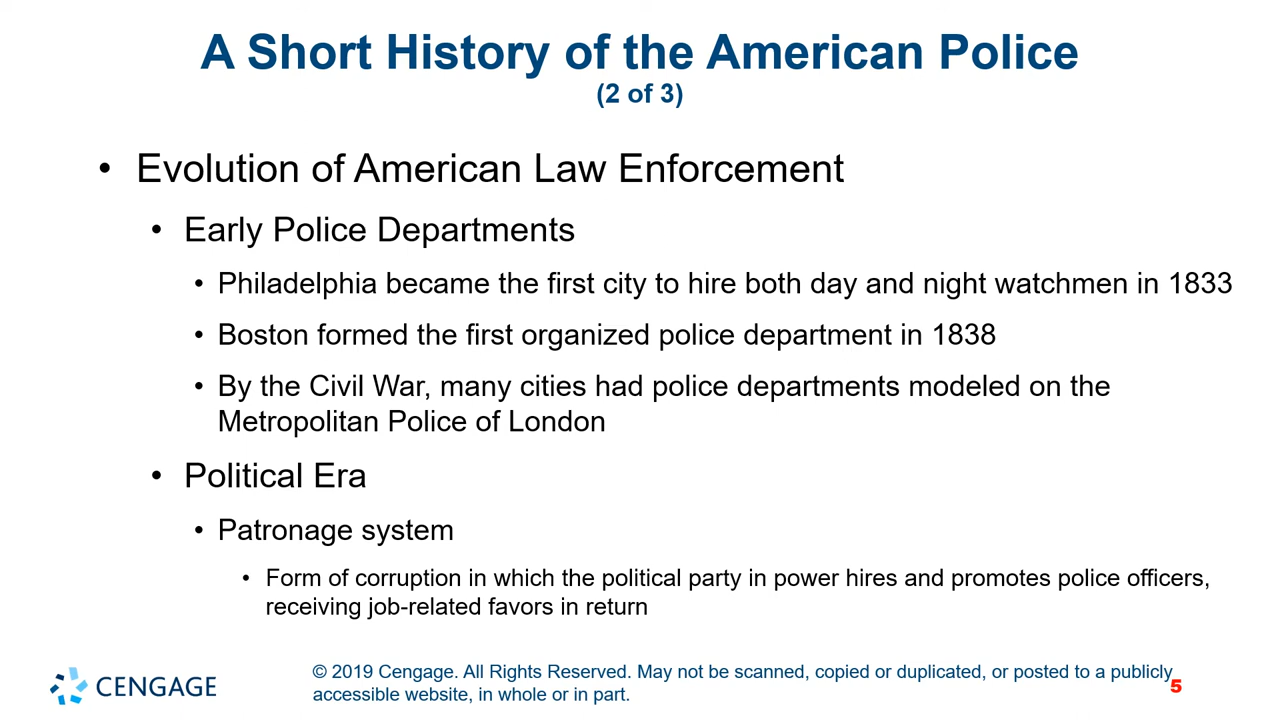 A Short History of the American Police
(2 of 3)
• Evolution of American Law Enforcement
• Early Police Departments
• Philadelphia became the first city to hire both day and night watchmen in 1833
• Boston formed the first organized police department in 1838
• By the Civil War, many cities had police departments modeled on the
Metropolitan Police of London
• Political Era
• Patronage system
• Form of corruption in which the political party in power hires and promotes police officers,
receiving job-related favors in return
CENGAGE
© 2019 Cengage. All Rights Reserved. May not be scanned, copied or duplicated, or posted to a publicly
accessible website, in whole or in part.
5